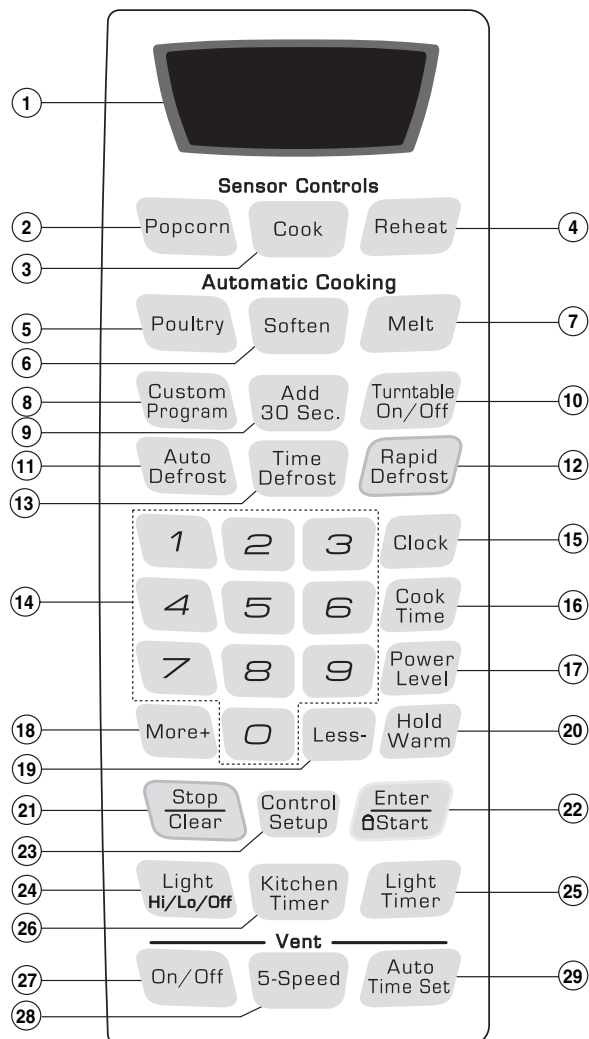 1
Sensor Controls
2 Popcorn Cook Reheat 4
3
Automatic Cooking
5 Poultry Soften Melt 7
6
8 Custom Program Add 30 Sec. Turntable On/Off 10
9
11 Auto Defrost Time Defrost Rapid Defrost 12
13
1 2 3 Clock 15
14 4 5 6 Cook Time 16
7 8 9 Power Level 17
18 More+ 0 Less- Hold Warm 20
19
21 Stop Clear Control Setup Enter Start 22
23
24 Light Hi/Lo/Off Kitchen Timer Light Timer 25
26
Vent
27 On/Off 5-Speed Auto Time Set 29
28